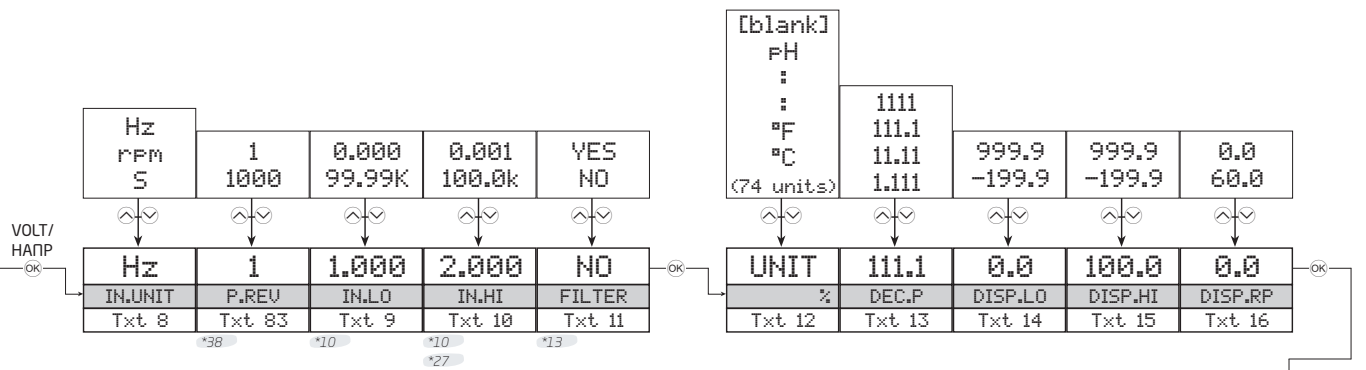 [blank]
pH
:
:
°F
°C
(74 units)
1111
111.1
11.11
1.111
Hz
rpm
S
1
1000
0.000
99.99K
0.001
100.0k
YES
NO
999.9
-199.9
999.9
-199.9
0.0
60.0
VOLT/
НАПР
OK
Hz 1 1.000 2.000 NO
IN.UNIT P.REV IN.LO IN.HI FILTER
Txt 8 Txt 83 Txt 9 Txt 10 Txt 11
*38 *10 *10 *13
*27
OK
UNIT 111.1 0.0 100.0 0.0
% DEC.P DISP.LO DISP.HI DISP.RP
Txt 12 Txt 13 Txt 14 Txt 15 Txt 16
OK